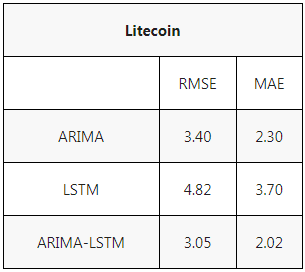 Litecoin
RMSE MAE
ARIMA 3.40 2.30
LSTM 4.82 3.70
ARIMA-LSTM 3.05 2.02